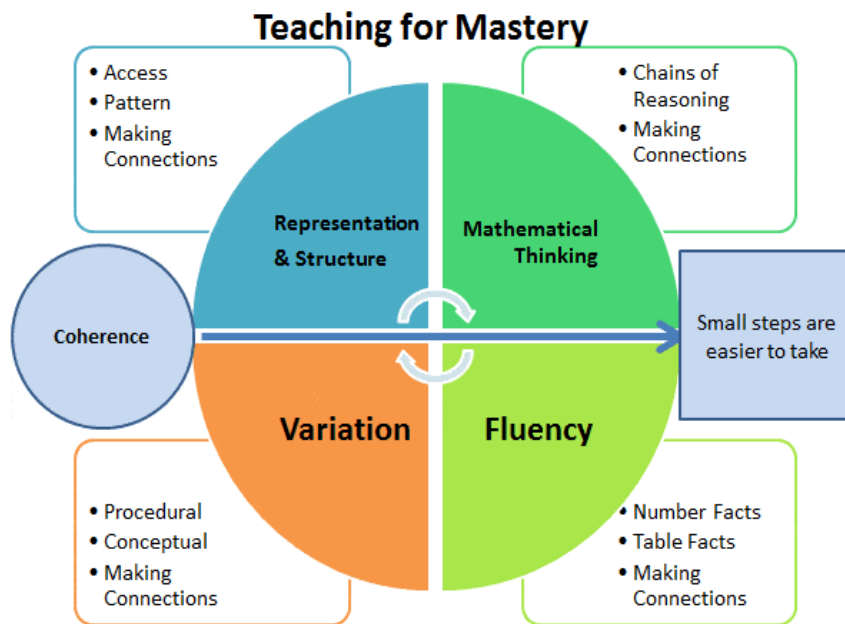 Teaching for Mastery
• Access
• Pattern
• Making
Connections
• Chains of
Reasoning
• Making
Connections
Representation
& Structure
Mathematical
Thinking
Coherence
Small steps are
easier to take
Variation
Fluency
• Procedural
• Conceptual
• Making
Connections
• Number Facts
• Table Facts
• Making
Connections